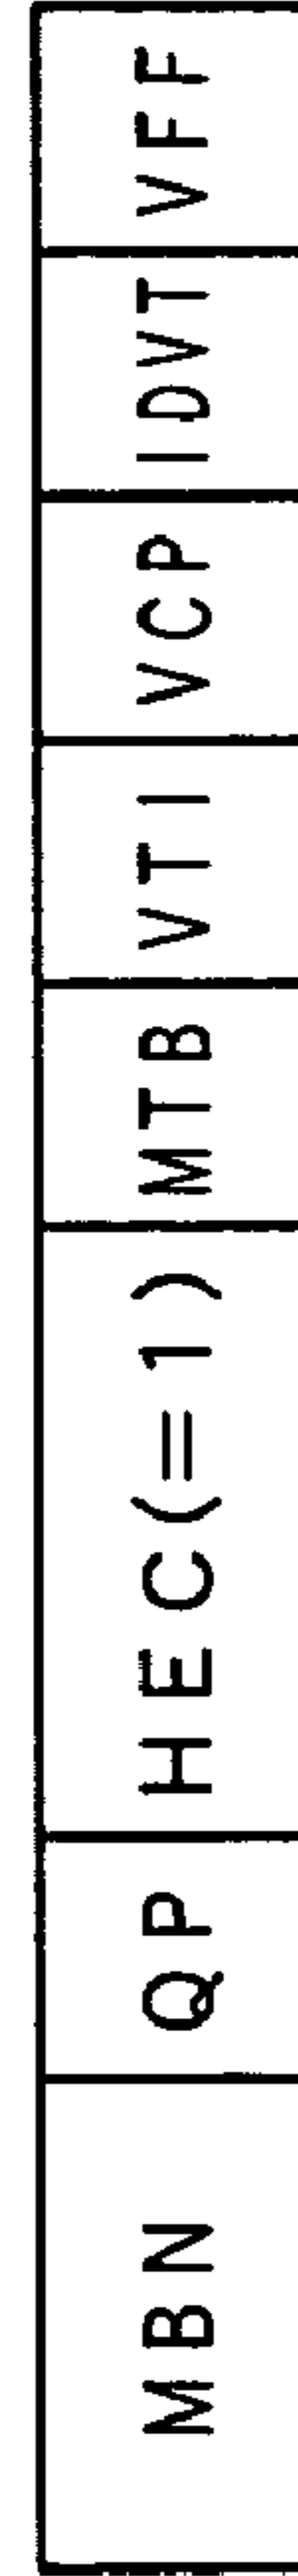 MBN
QP
HEC(=1)
MTB
VTI
VCP
IDVT
VFF